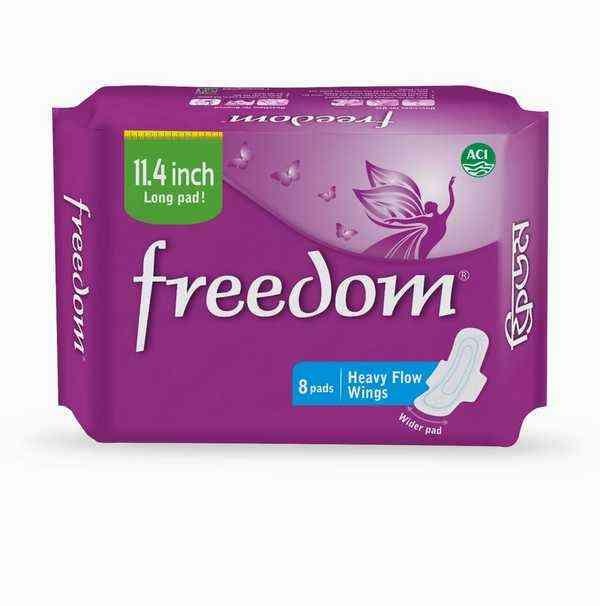 freedom
11.4 inch
Long pad!
ACI
freedom
freedom®
ফ্রিডম
8 pads
Heavy Flow
Wings
Wider pad